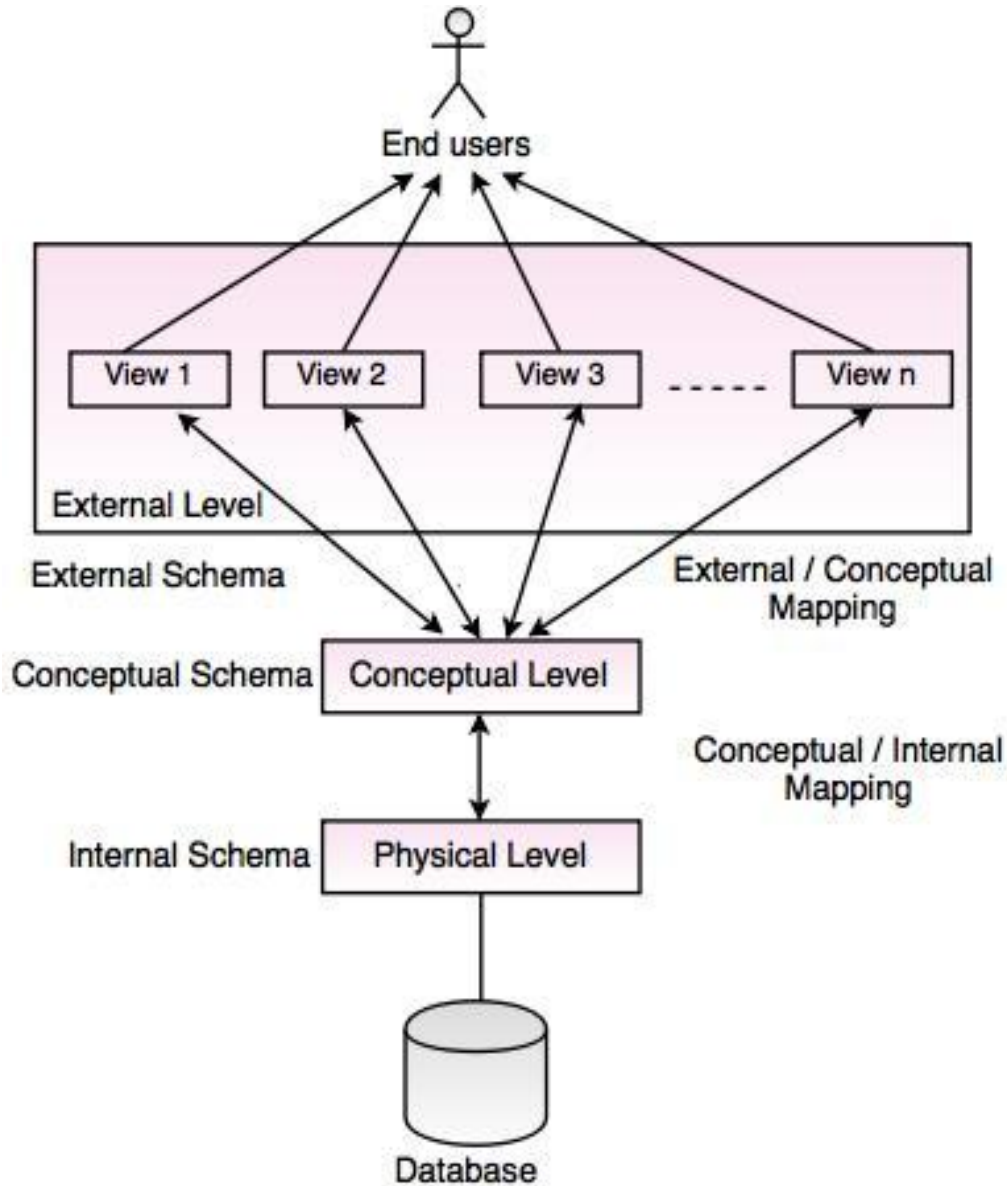 End users
View 1
View 2
View 3
View n
External Level
External Schema
External / Conceptual
Mapping
Conceptual Schema
Conceptual Level
Conceptual / Internal
Mapping
Internal Schema
Physical Level
Database